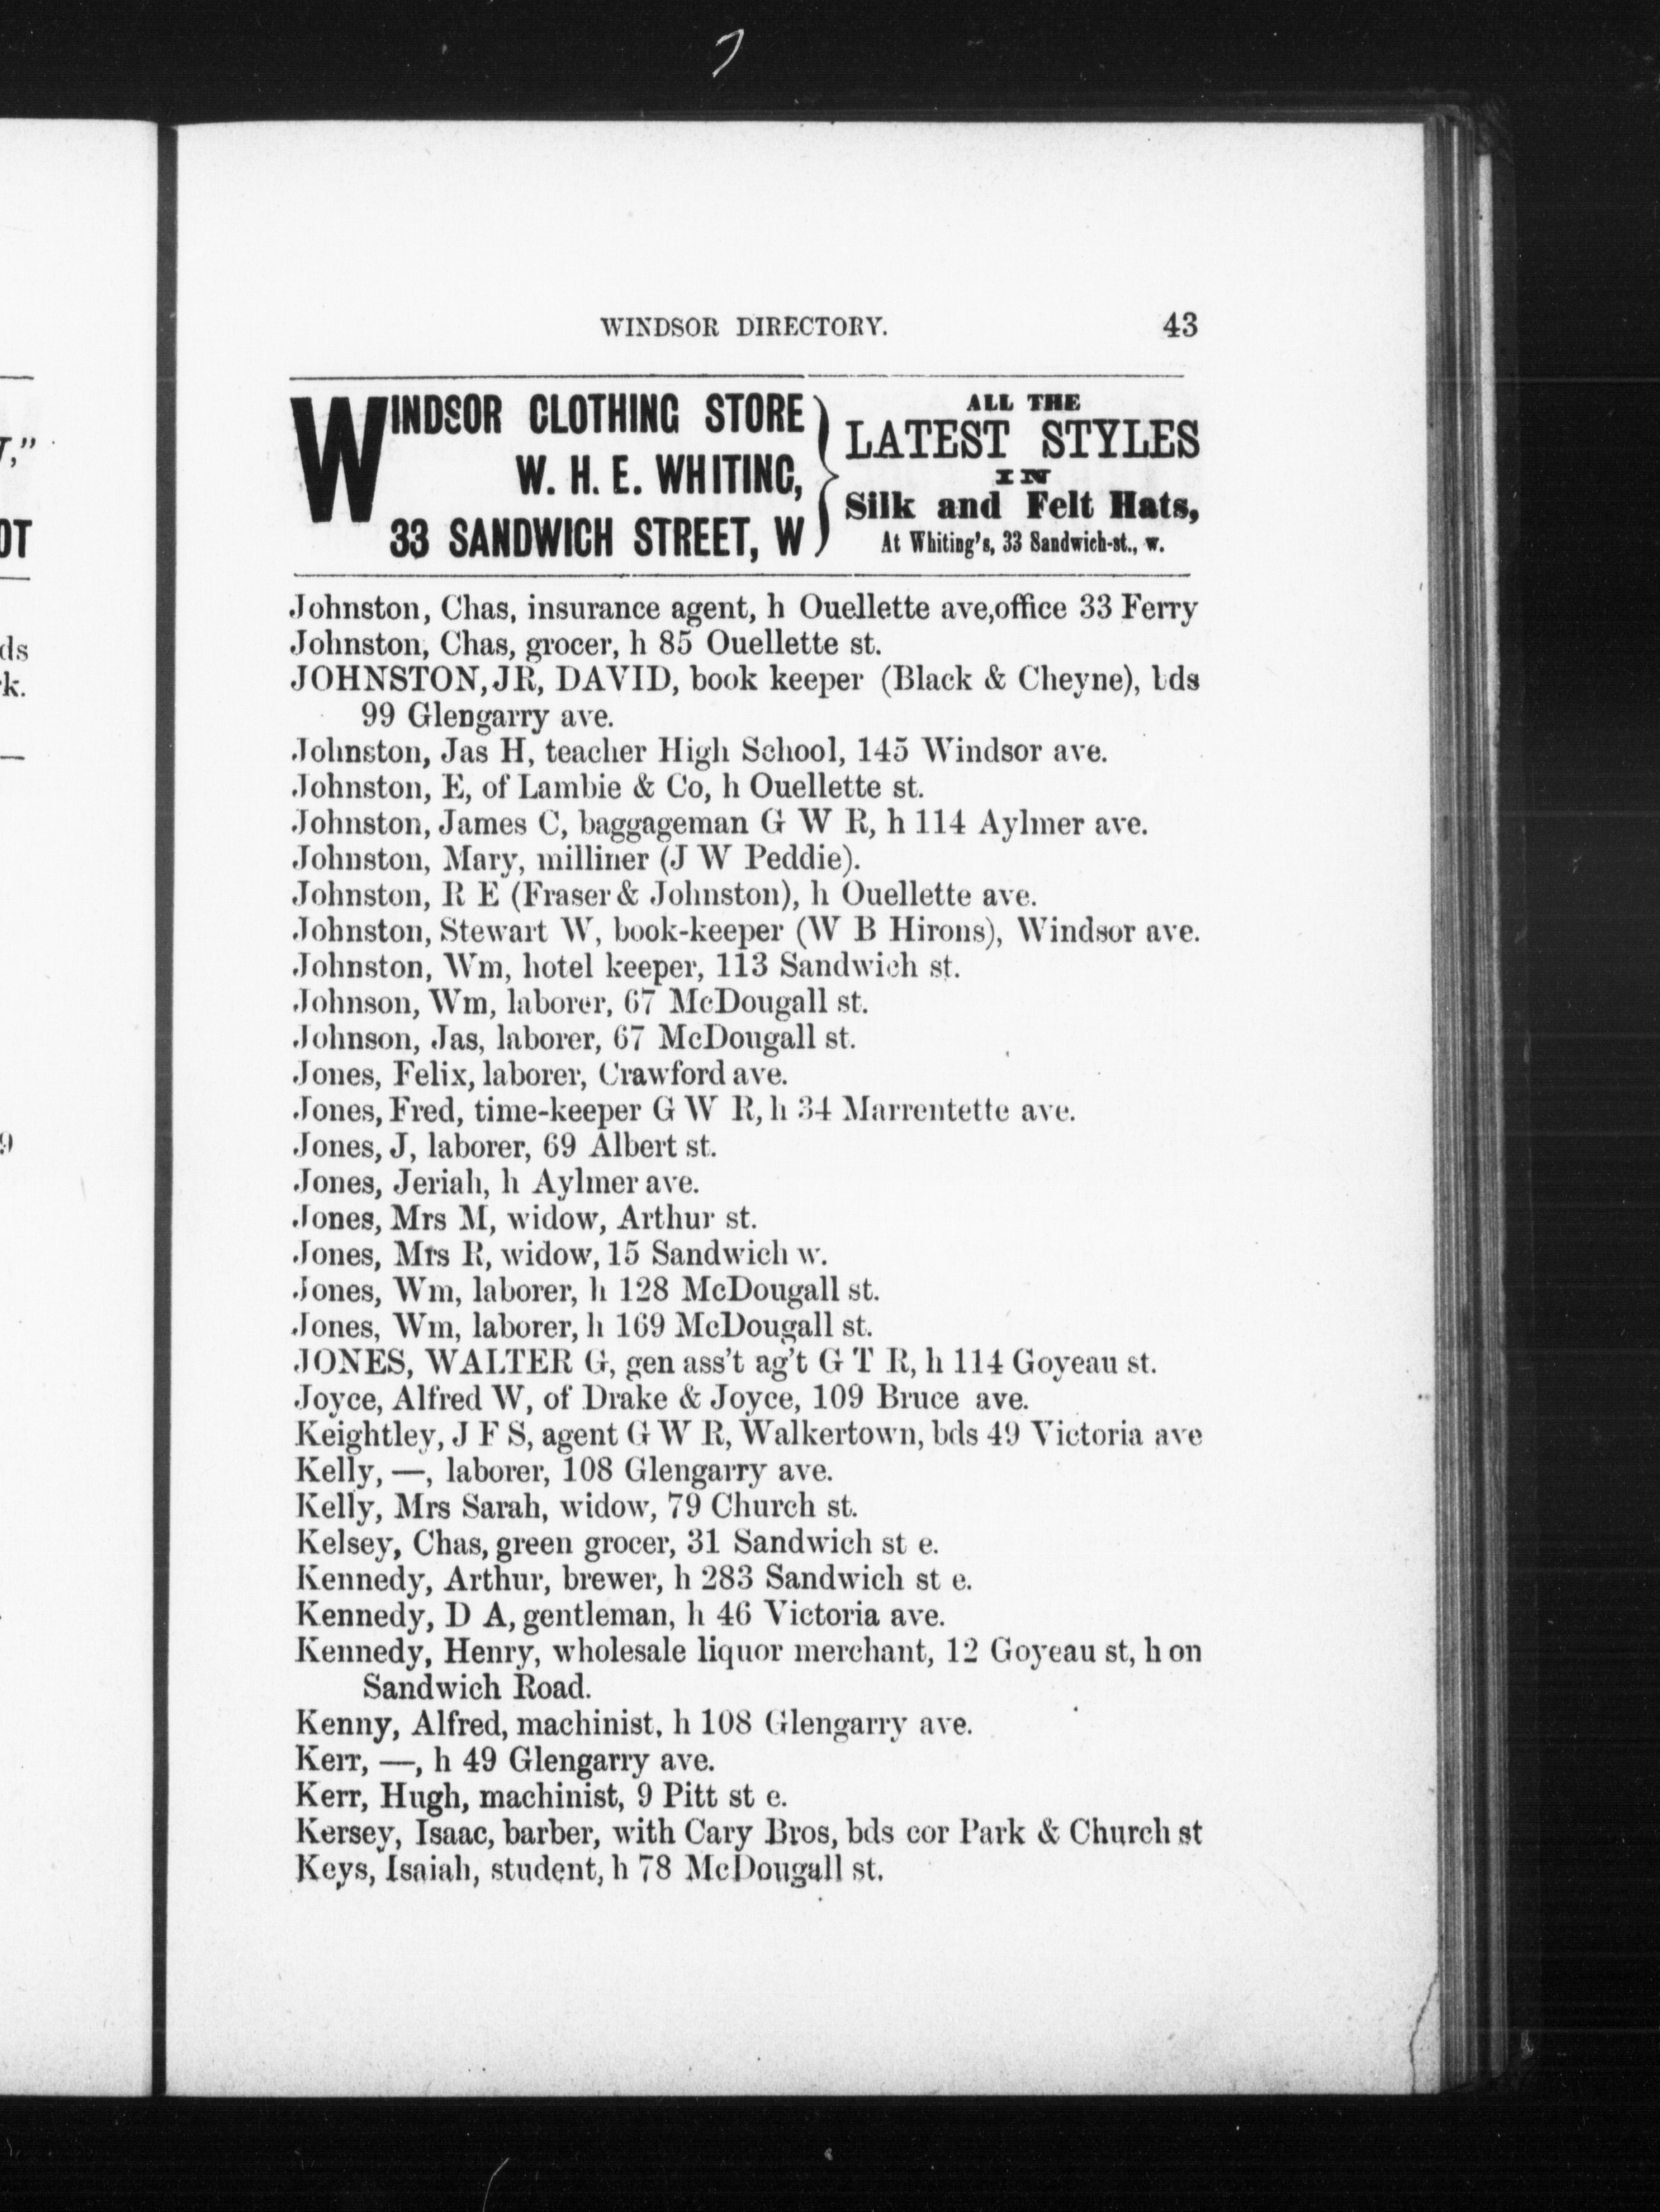 WINDSOR DIRECTORY. 43
WINDSOR CLOTHING STORE
W. H. E. WHITING,
33 SANDWICH STREET, W
ALL THE
LATEST STYLES
IN
Silk and Felt Hats,
At Whiting's, 33 Sandwich-st., w.
Johnston, Chas, insurance agent, h Ouellette ave,office 33 Ferry
Johnston, Chas, grocer, h 85 Ouellette st.
JOHNSTON, JR, DAVID, book keeper (Black & Cheyne), bds
99 Glengarry ave.
Johnston, Jas H, teacher High School, 145 Windsor ave.
Johnston, E, of Lambie & Co, h Ouellette st.
Johnston, James C, baggageman G W R, h 114 Aylmer ave.
Johnston, Mary, milliner (J W Peddie).
Johnston, R E (Fraser & Johnston), h Ouellette ave.
Johnston, Stewart W, book-keeper (W B Hirons), Windsor ave.
Johnston, Wm, hotel keeper, 113 Sandwich st.
Johnson, Wm, laborer, 67 McDougall st.
Johnson, Jas, laborer, 67 McDougall st.
Jones, Felix, laborer, Crawford ave.
Jones, Fred, time-keeper G W R, h 34 Marrentette ave.
Jones, J, laborer, 69 Albert st.
Jones, Jeriah, h Aylmer ave.
Jones, Mrs M, widow, Arthur st.
Jones, Mrs R, widow, 15 Sandwich w.
Jones, Wm, laborer, h 128 McDougall st.
Jones, Wm, laborer, h 169 McDougall st.
JONES, WALTER G, gen ass't ag't G T R, h 114 Goyeau st.
Joyce, Alfred W, of Drake & Joyce, 109 Bruce ave.
Keightley, J F S, agent G W R, Walkertown, bds 49 Victoria ave
Kelly, —, laborer, 108 Glengarry ave.
Kelly, Mrs Sarah, widow, 79 Church st.
Kelsey, Chas, green grocer, 31 Sandwich st e.
Kennedy, Arthur, brewer, h 283 Sandwich st e.
Kennedy, D A, gentleman, h 46 Victoria ave.
Kennedy, Henry, wholesale liquor merchant, 12 Goyeau st, h on
Sandwich Road.
Kenny, Alfred, machinist, h 108 Glengarry ave.
Kerr, —, h 49 Glengarry ave.
Kerr, Hugh, machinist, 9 Pitt st e.
Kersey, Isaac, barber, with Cary Bros, bds cor Park & Church st
Keys, Isaiah, student, h 78 McDougall st.